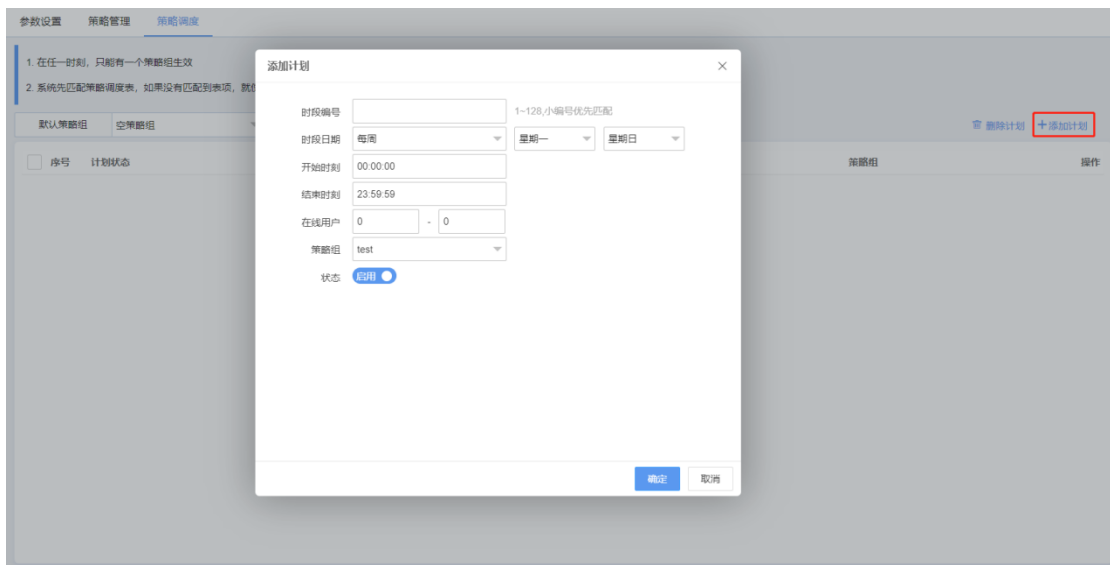 参数设置 策略管理 策略调度
1. 在任一时刻，只能有一个策略组生效
2. 系统先匹配策略调度表，如果没有匹配到表项，就
默认策略组 空策略组
删除计划 +添加计划
序号 计划状态 策略组 操作
添加计划 ×
时段编号 1~128,小编号优先匹配
时段日期 每周 星期一 星期日
开始时刻 00:00:00
结束时刻 23:59:59
在线用户 0 - 0
策略组 test
状态 启用
确定 取消